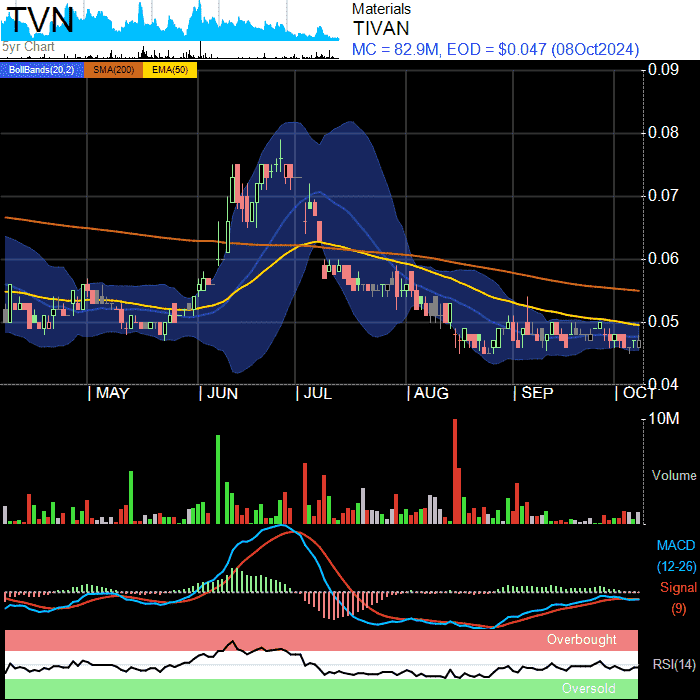 TVN
5yr Chart
Materials
TIVAN
MC = 82.9M, EOD = $0.047 (08Oct2024)
BollBands(20,2) SMA(200) EMA(50)
0.09
0.08
0.07
0.06
0.05
0.04
| MAY | JUN | JUL | AUG | SEP | OCT
10M
Volume
MACD
(12-26)
Signal
(9)
Overbought
RSI(14)
Oversold